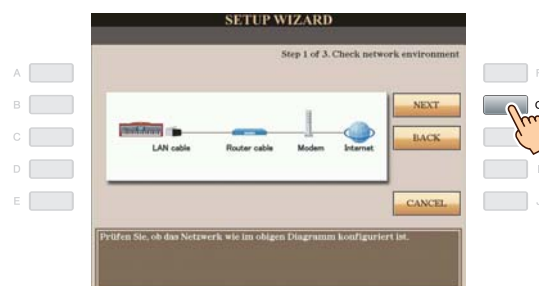 SETUP WIZARD
Step 1 of 3. Check network environment
A
B
C
D
E
NEXT
BACK
CANCEL
LAN cable
Router cable
Modem
Internet
Prüfen Sie, ob das Netzwerk wie im obigen Diagramm konfiguriert ist.